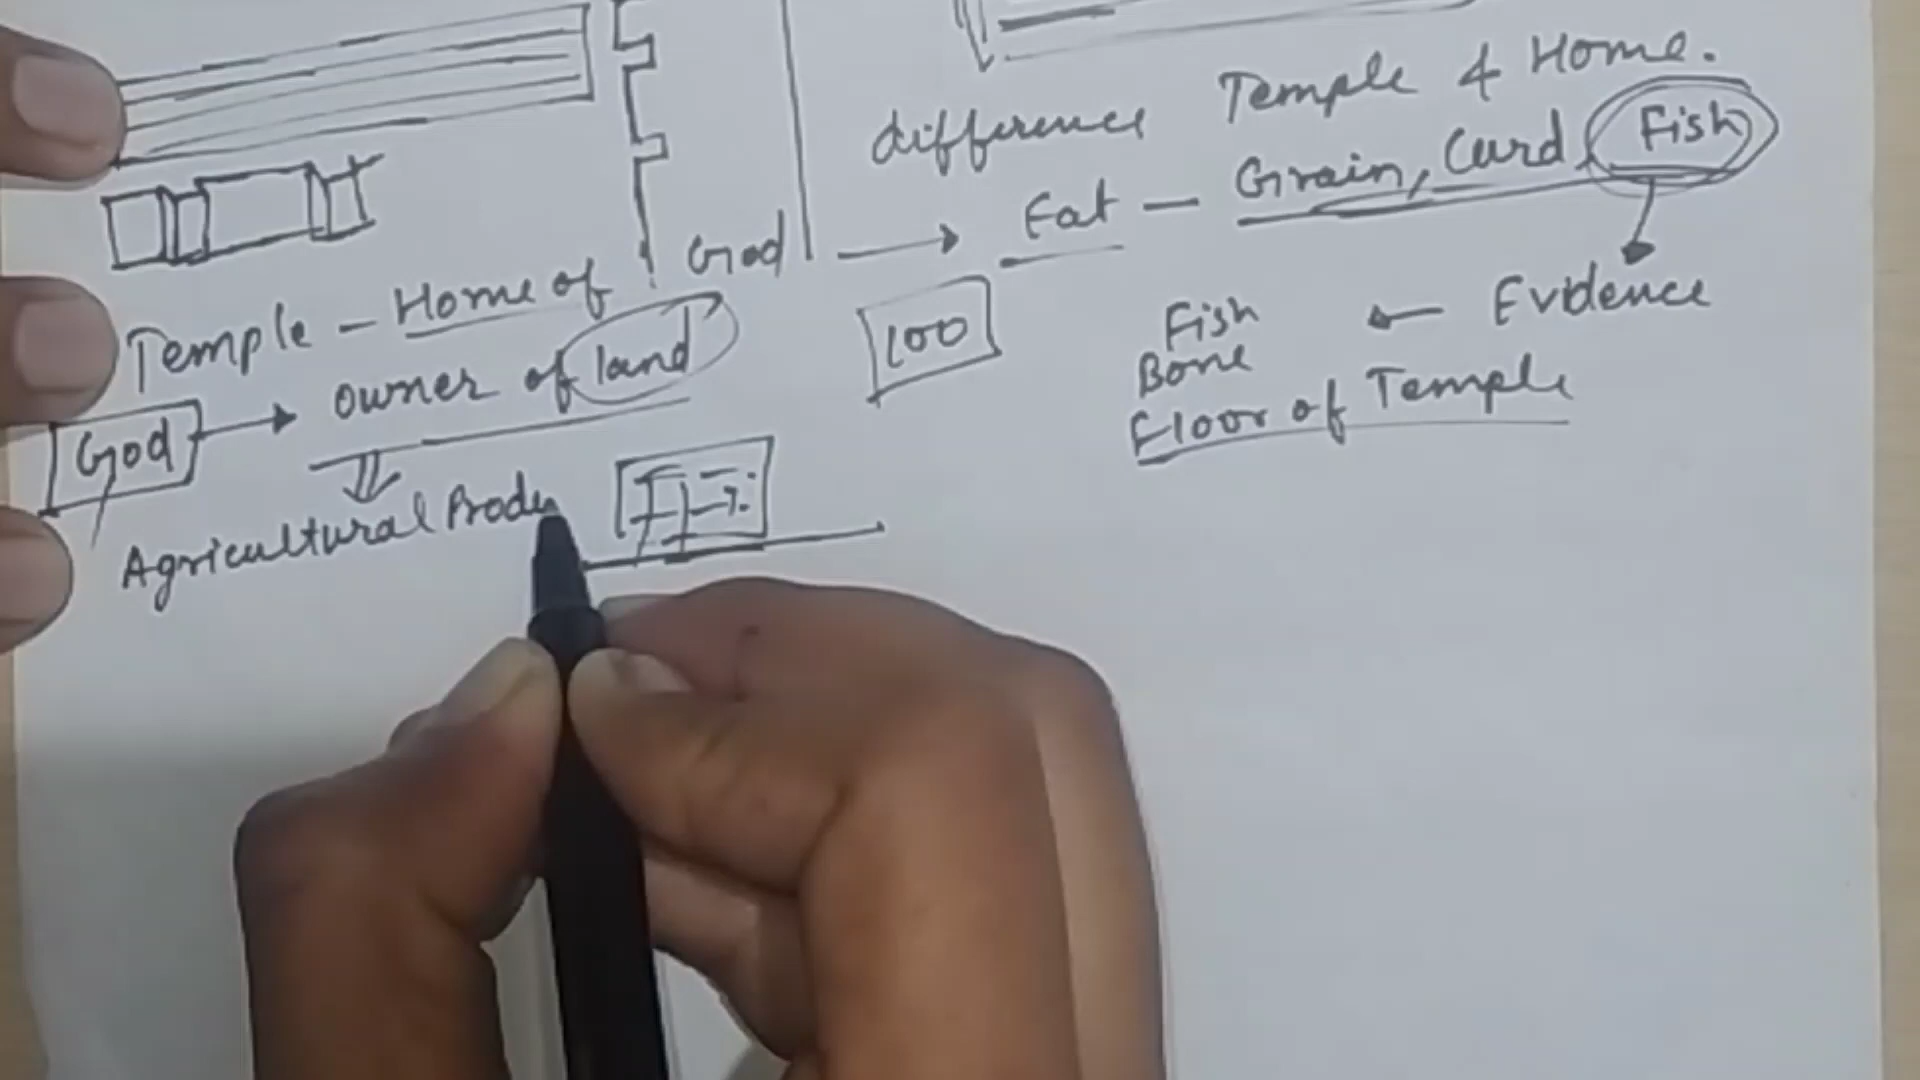 difference Temple & Home.
Eat - Grain, Curd, Fish
Temple - Home of God
100
Fish ← Evidence
Bone
Floor of Temple
God → owner of land
Agricultural Produ